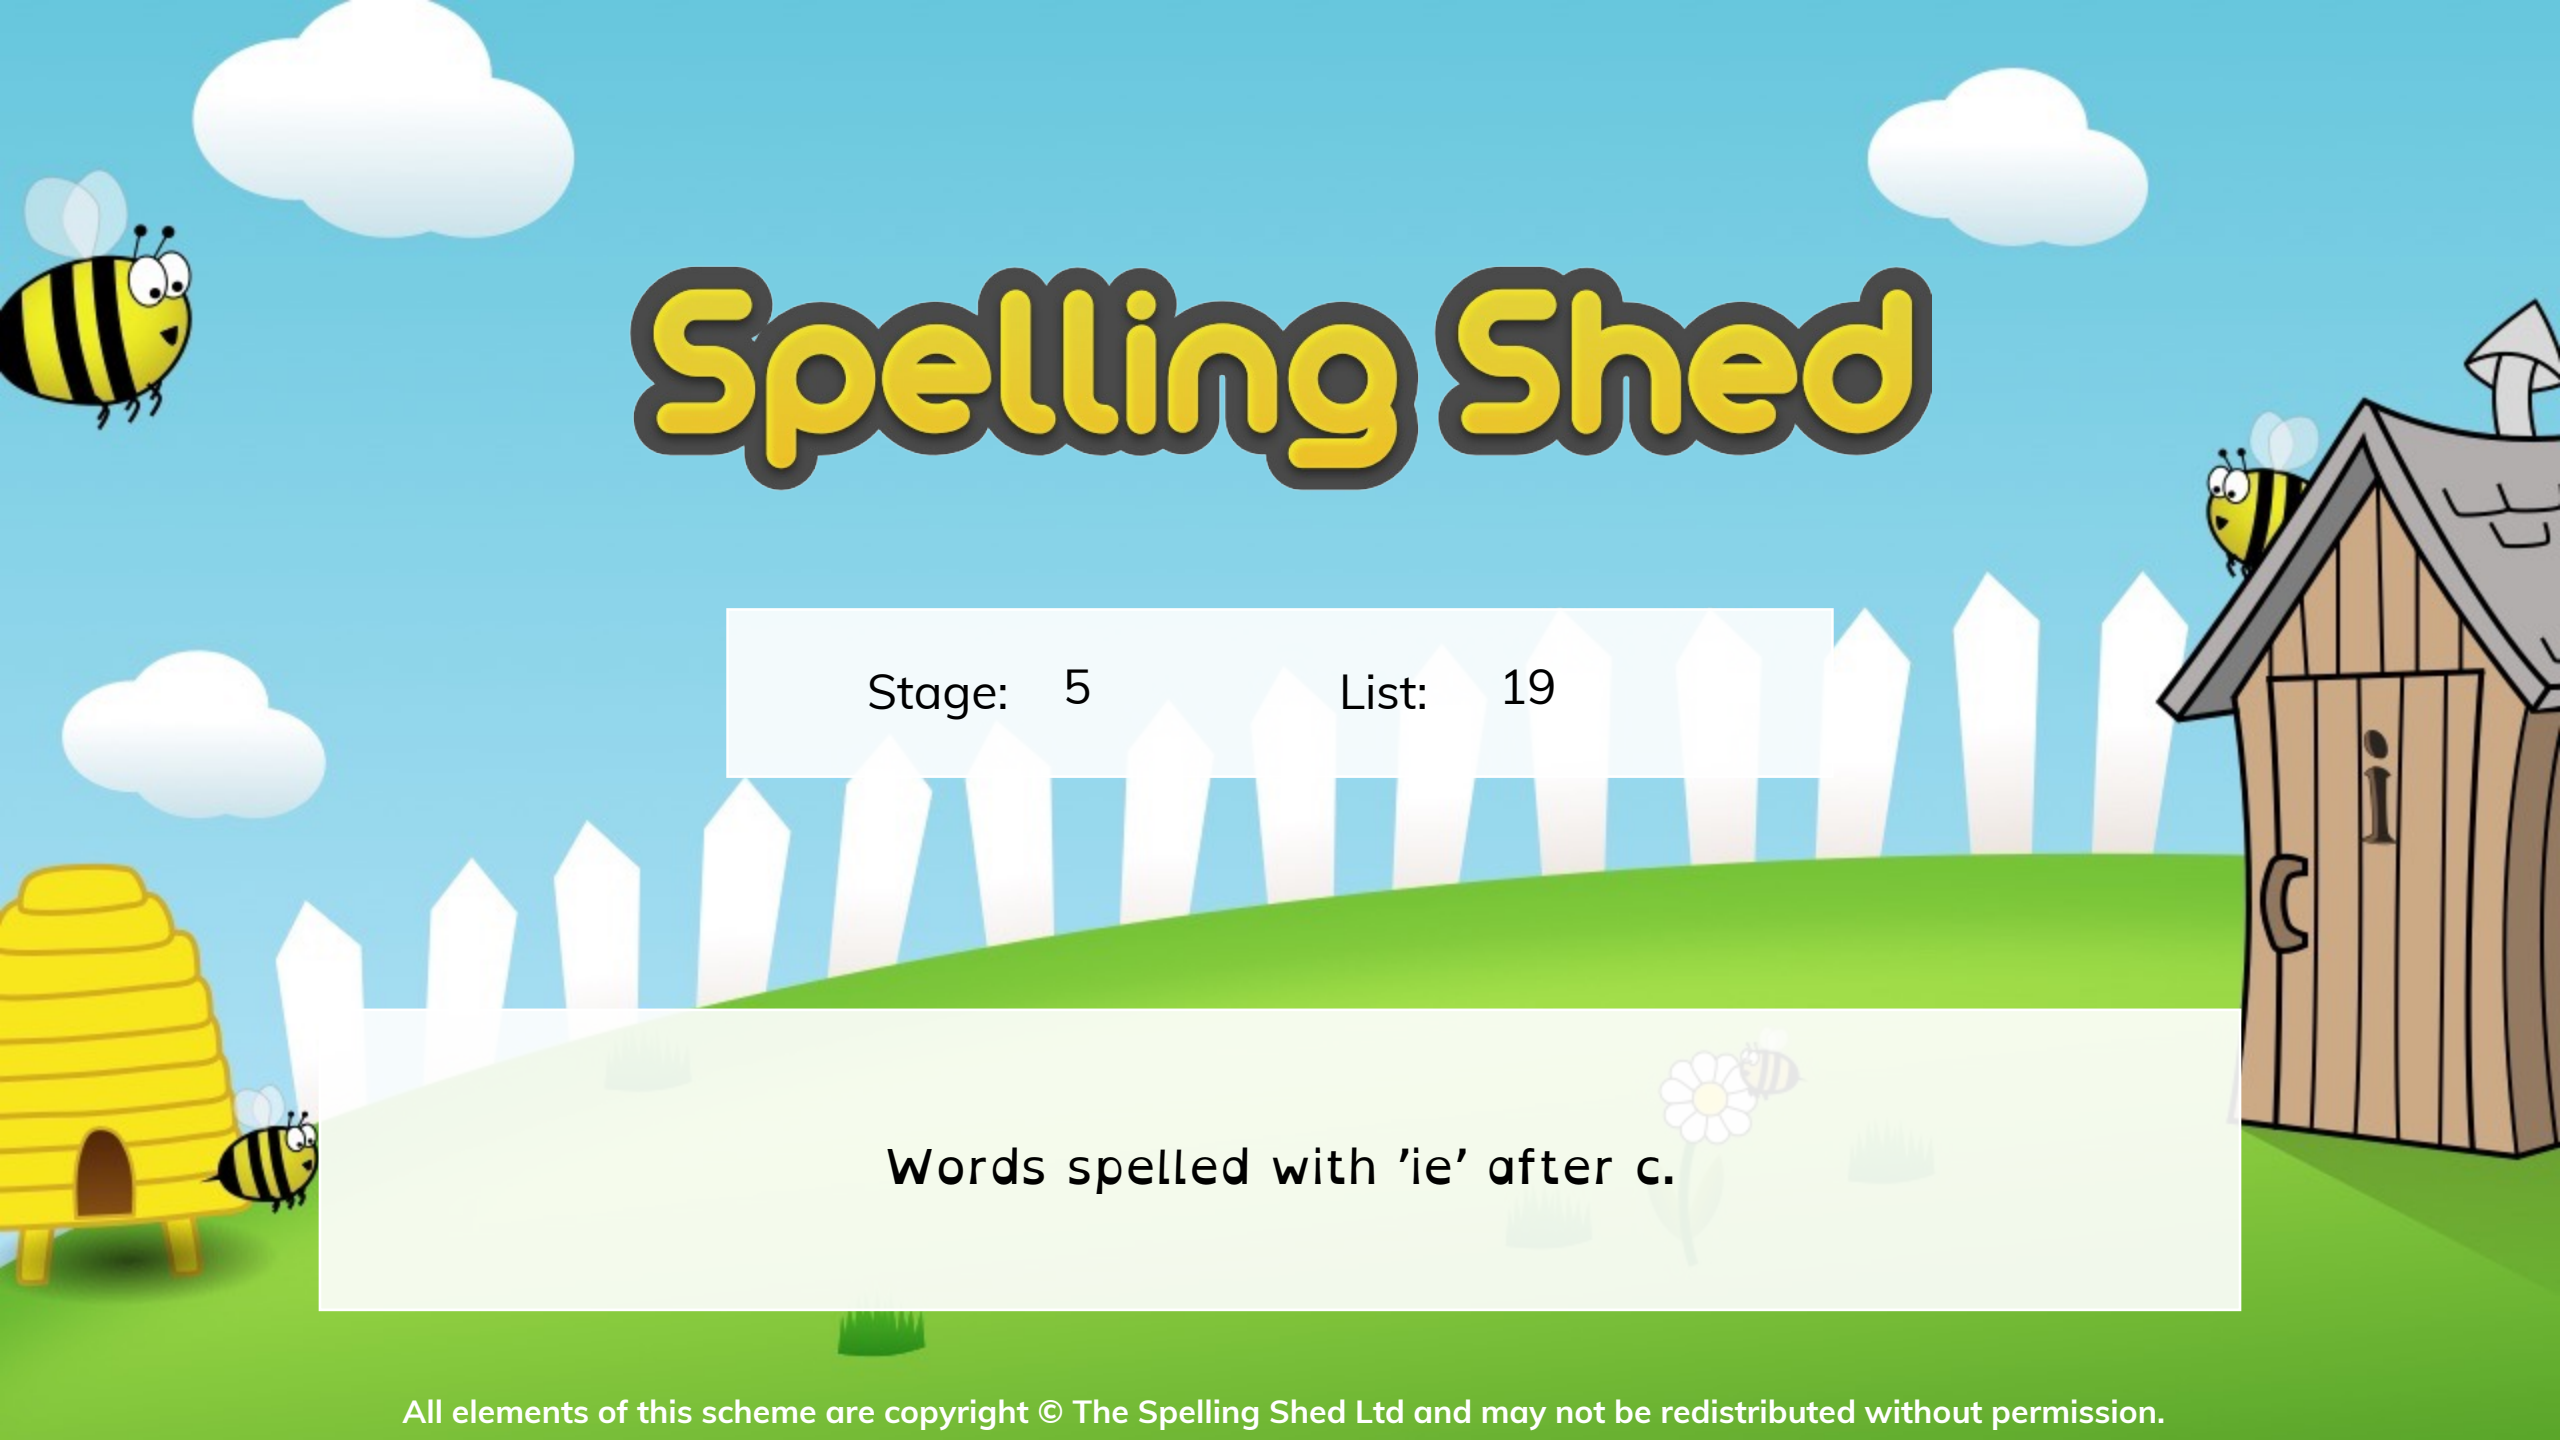 Spelling Shed
Stage: 5 List: 19
i
Words spelled with 'ie' after c.
All elements of this scheme are copyright © The Spelling Shed Ltd and may not be redistributed without permission.